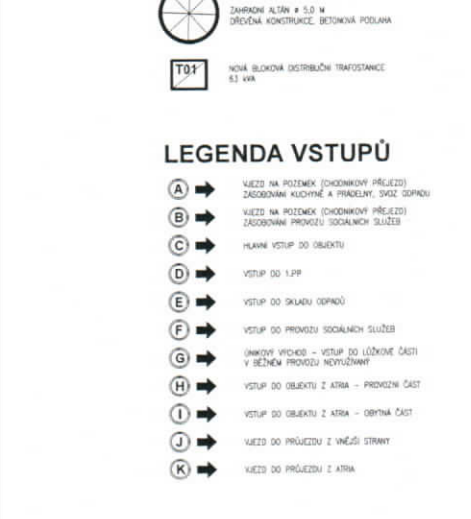 ZAHRADNÍ ALTÁN ø 5,0 M
DŘEVĚNÁ KONSTRUKCE, BETONOVÁ PODLAHA
T01
NOVÁ BLOKOVÁ DISTRIBUČNÍ TRAFOSTANICE
63 kVA
LEGENDA VSTUPŮ
A VJEZD NA POZEMEK (CHODNÍKOVÝ PŘEJEZD)
ZÁSOBOVÁNÍ KUCHYNĚ A PRÁDELNY, SVOZ ODPADU
B VJEZD NA POZEMEK (CHODNÍKOVÝ PŘEJEZD)
ZÁSOBOVÁNÍ PROVOZU SOCIÁLNÍCH SLUŽEB
C HLAVNÍ VSTUP DO OBJEKTU
D VSTUP DO 1.PP
E VSTUP DO SKLADU ODPADŮ
F VSTUP DO PROVOZU SOCIÁLNÍCH SLUŽEB
G ÚNIKOVÝ VÝCHOD – VSTUP DO LŮŽKOVÉ ČÁSTI
V BĚŽNÉM PROVOZU NEVYUŽÍVANÝ
H VSTUP DO OBJEKTU Z ATRIA – PROVOZNÍ ČÁST
I VSTUP DO OBJEKTU Z ATRIA – OBYTNÁ ČÁST
J VJEZD DO PRŮJEZDU Z VNĚJŠÍ STRANY
K VJEZD DO PRŮJEZDU Z ATRIA